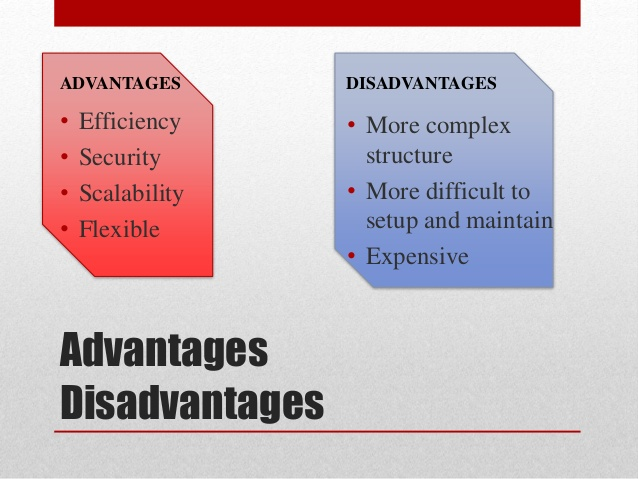 ADVANTAGES
• Efficiency
• Security
• Scalability
• Flexible
DISADVANTAGES
• More complex
structure
• More difficult to
setup and maintain
• Expensive
Advantages
Disadvantages